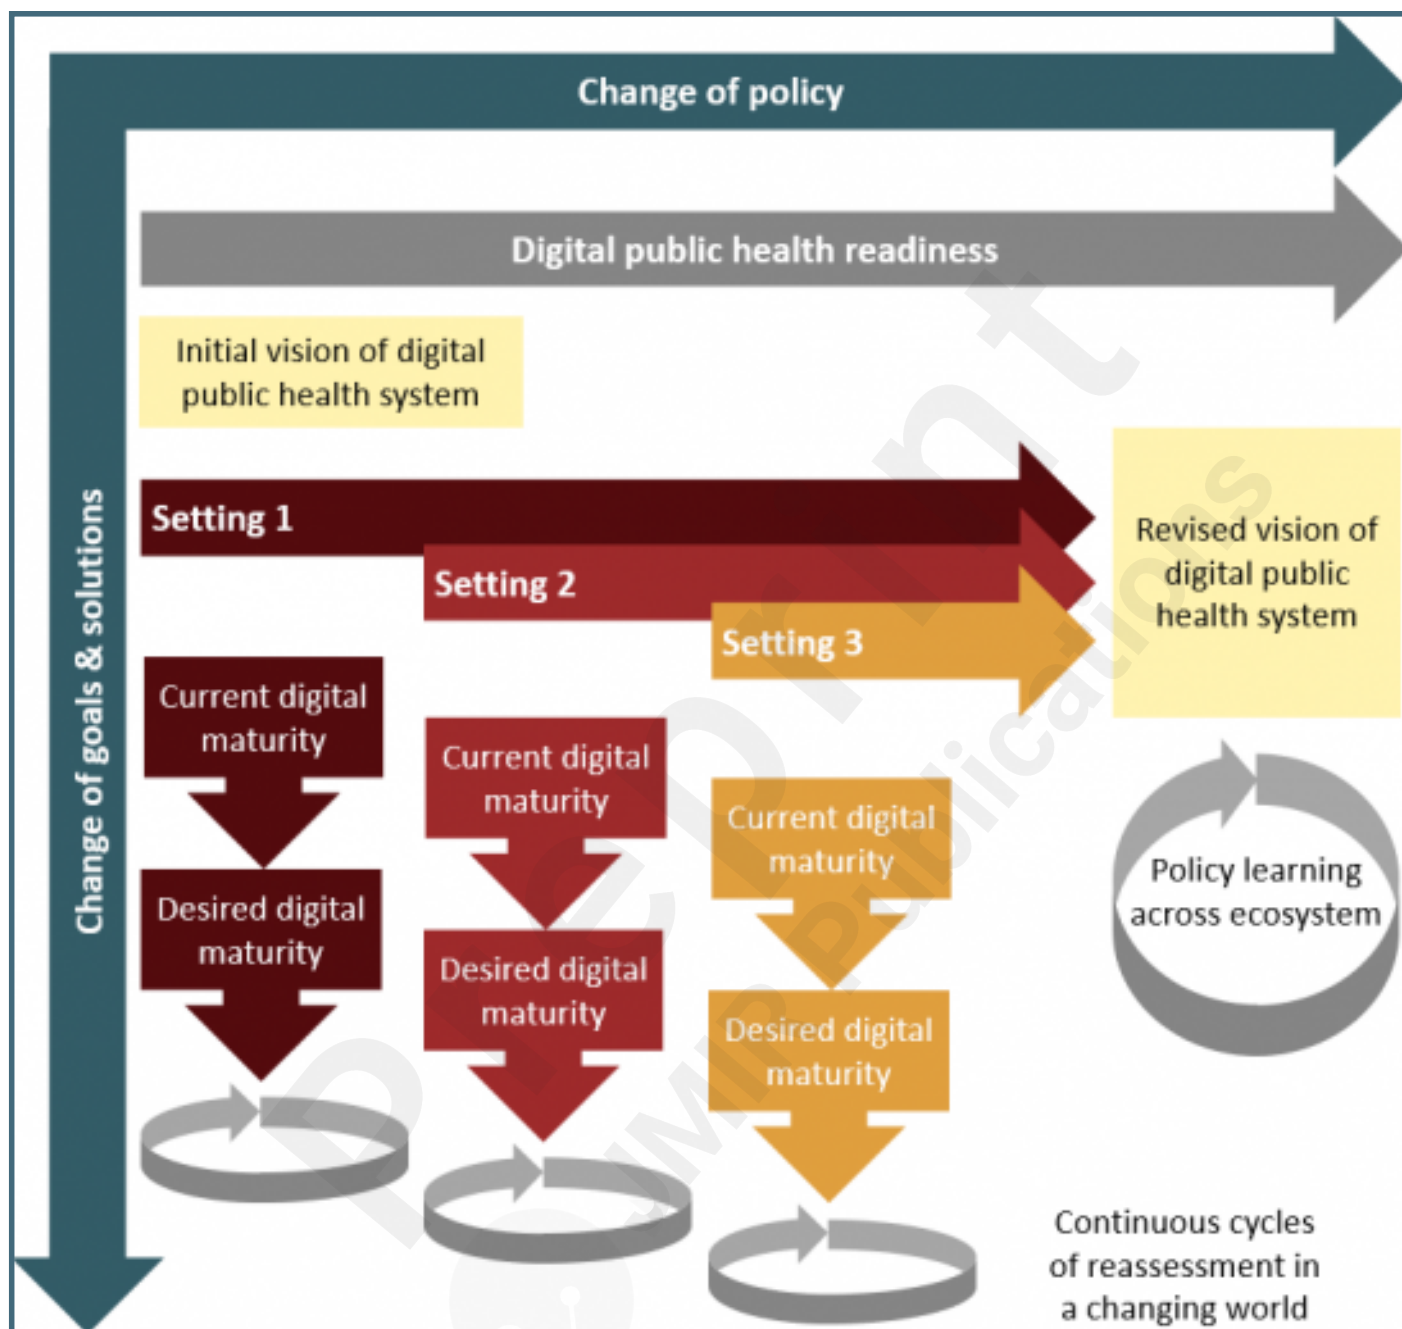 Change of policy
Digital public health readiness
Initial vision of digital
public health system
Change of goals & solutions
Setting 1
Setting 2
Setting 3
Revised vision of
digital public
health system
Current digital
maturity
Desired digital
maturity
Current digital
maturity
Desired digital
maturity
Current digital
maturity
Desired digital
maturity
Policy learning
across ecosystem
Continuous cycles
of reassessment in
a changing world
Preprint
JMIR Publications